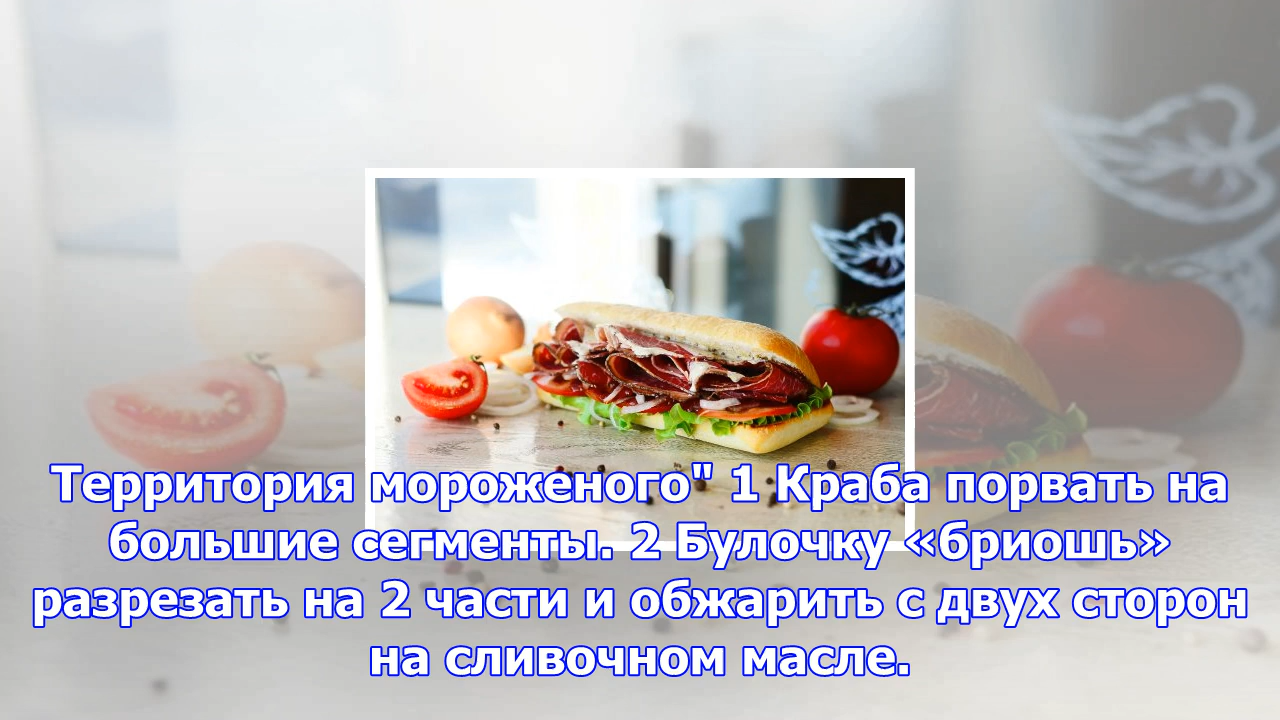 Территория мороженого" 1 Краба порвать на
большие сегменты. 2 Булочку «бриошь»
разрезать на 2 части и обжарить с двух сторон
на сливочном масле.